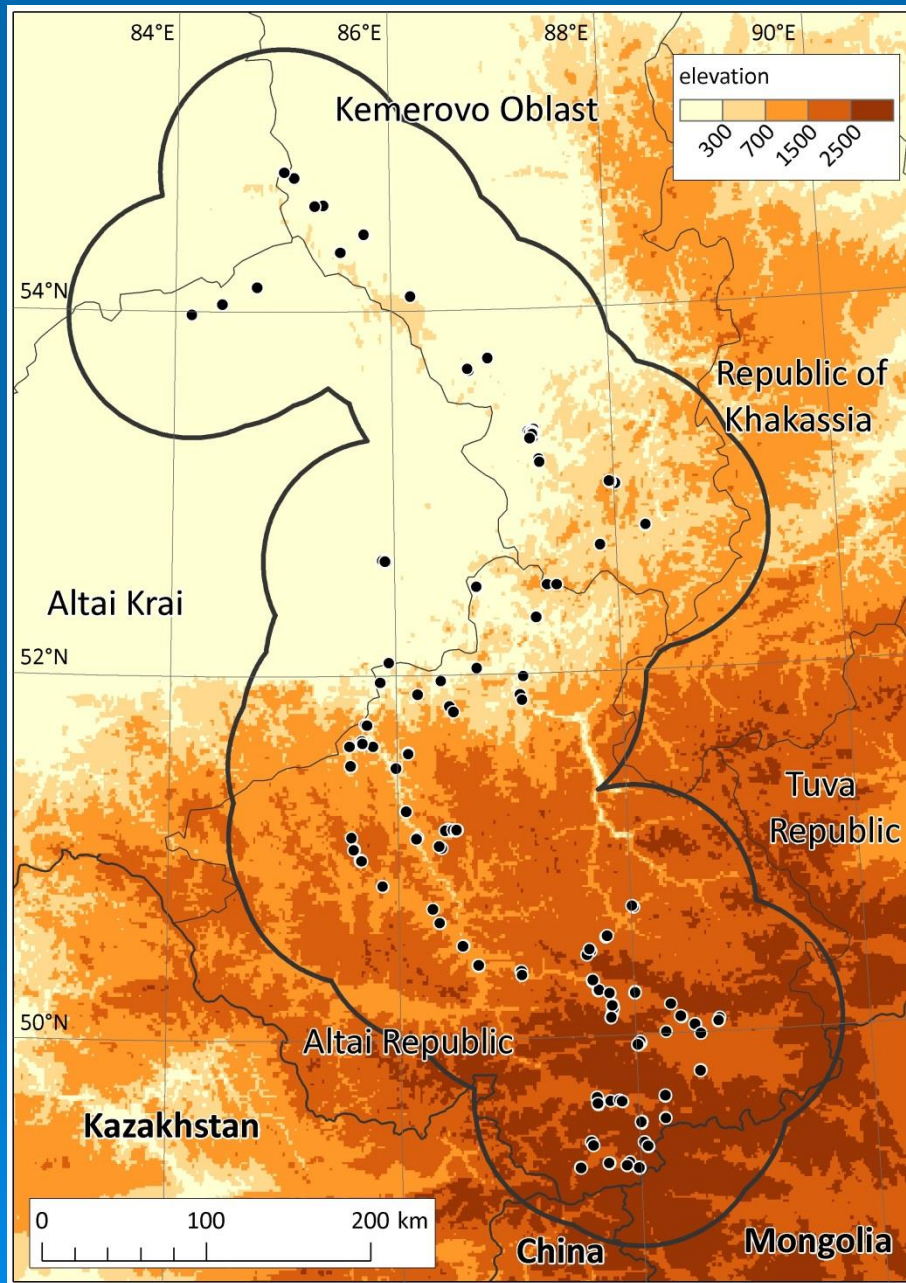 84°E
86°E
88°E
90°E
elevation
300
700
1500
2500
Kemerovo Oblast
54°N
Republic of
Khakassia
Altai Krai
52°N
Tuva
Republic
50°N
Altai Republic
Kazakhstan
0
100
200 km
China
Mongolia